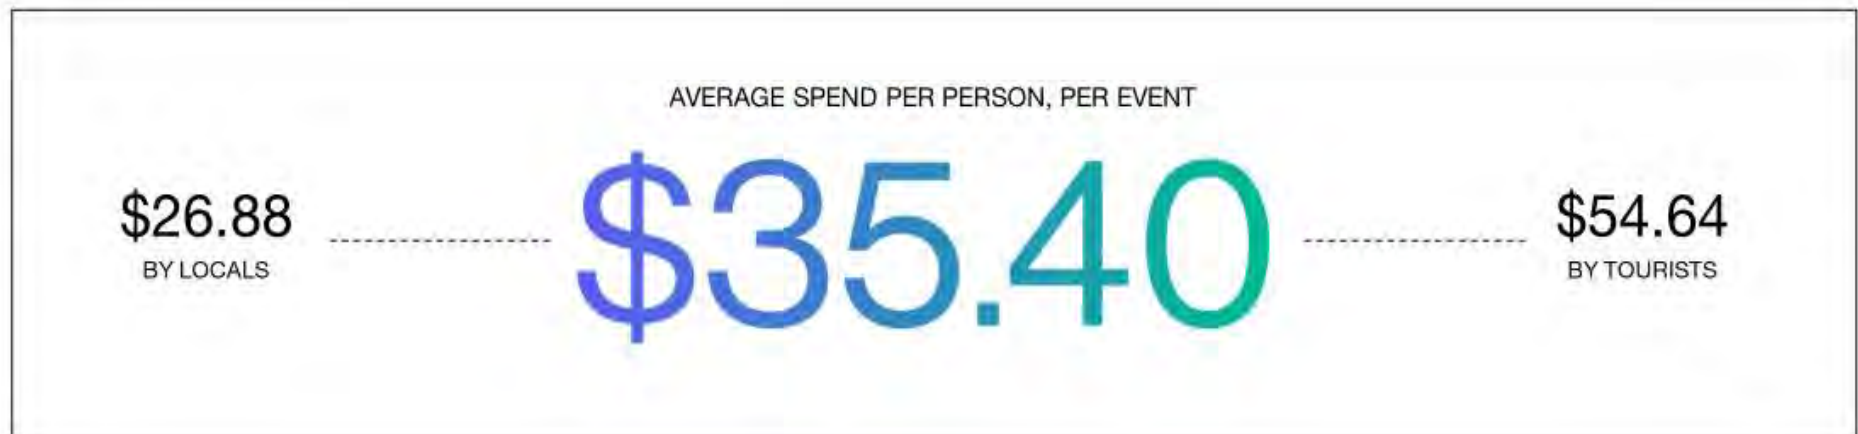 AVERAGE SPEND PER PERSON, PER EVENT
$26.88
BY LOCALS
$35.40
$54.64
BY TOURISTS